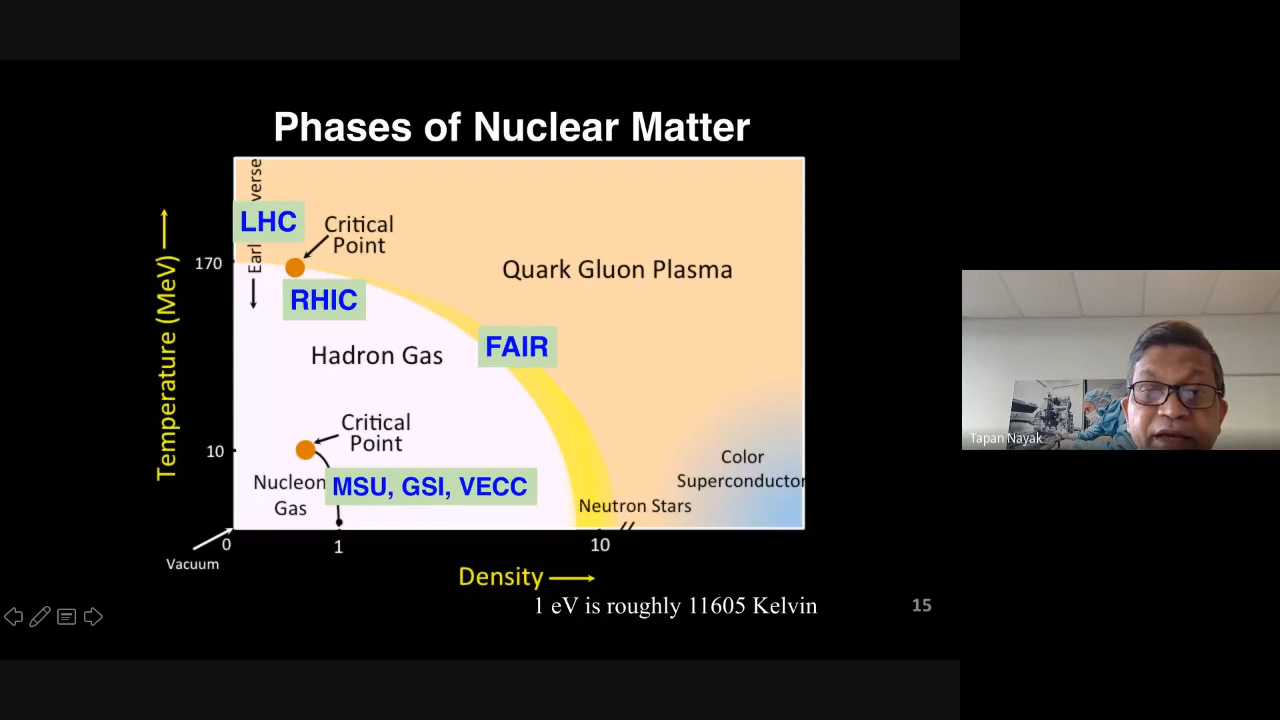 Phases of Nuclear Matter
Temperature (MeV)
170
10
Earl
verse
LHC
Critical
Point
RHIC
Quark Gluon Plasma
Hadron Gas
FAIR
Critical
Point
Nucleon
Gas
MSU, GSI, VECC
Color
Superconductor
Neutron Stars
Vacuum
0
1
10
Density
1 eV is roughly 11605 Kelvin
15
Tapan Nayak